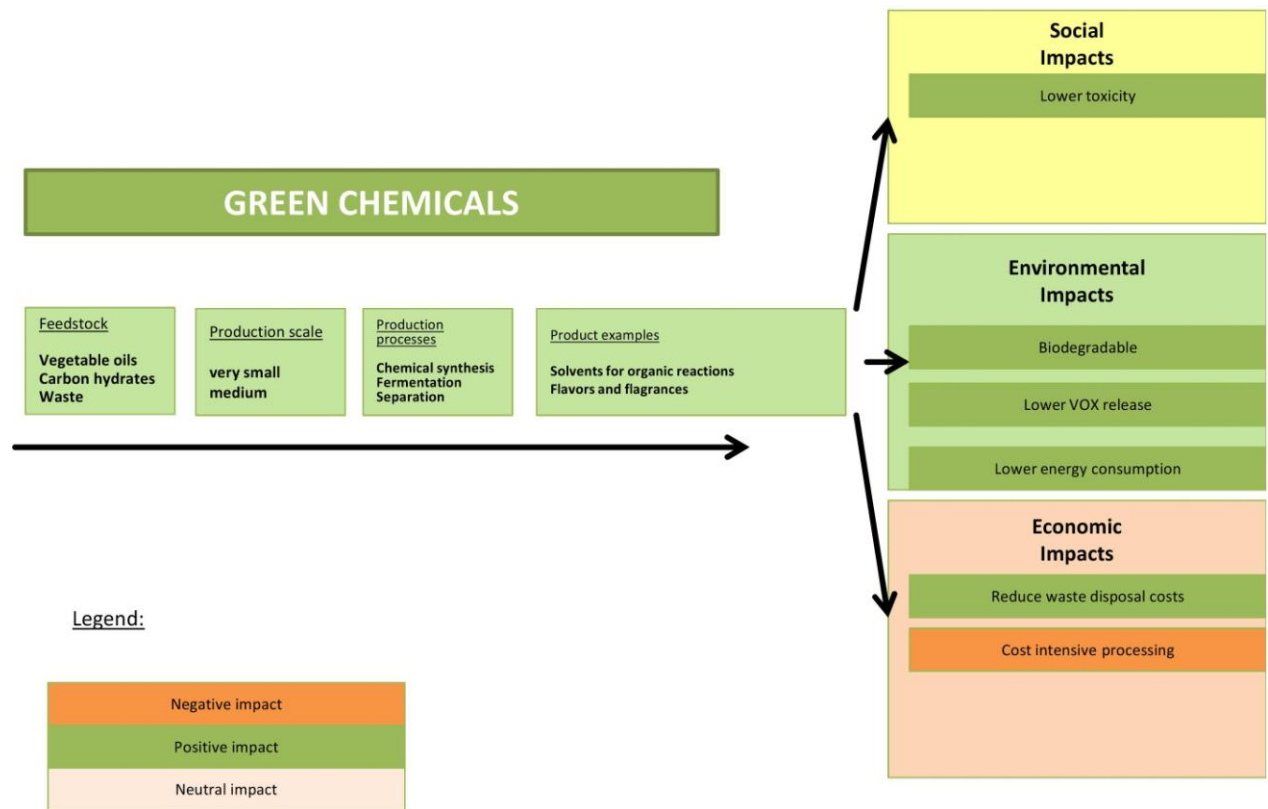 GREEN CHEMICALS
Feedstock
Vegetable oils
Carbon hydrates
Waste
Production scale
very small
medium
Production
processes
Chemical synthesis
Fermentation
Separation
Product examples
Solvents for organic reactions
Flavors and flagrances
Social
Impacts
Lower toxicity
Environmental
Impacts
Biodegradable
Lower VOX release
Lower energy consumption
Economic
Impacts
Reduce waste disposal costs
Cost intensive processing
Legend:
Negative impact
Positive impact
Neutral impact